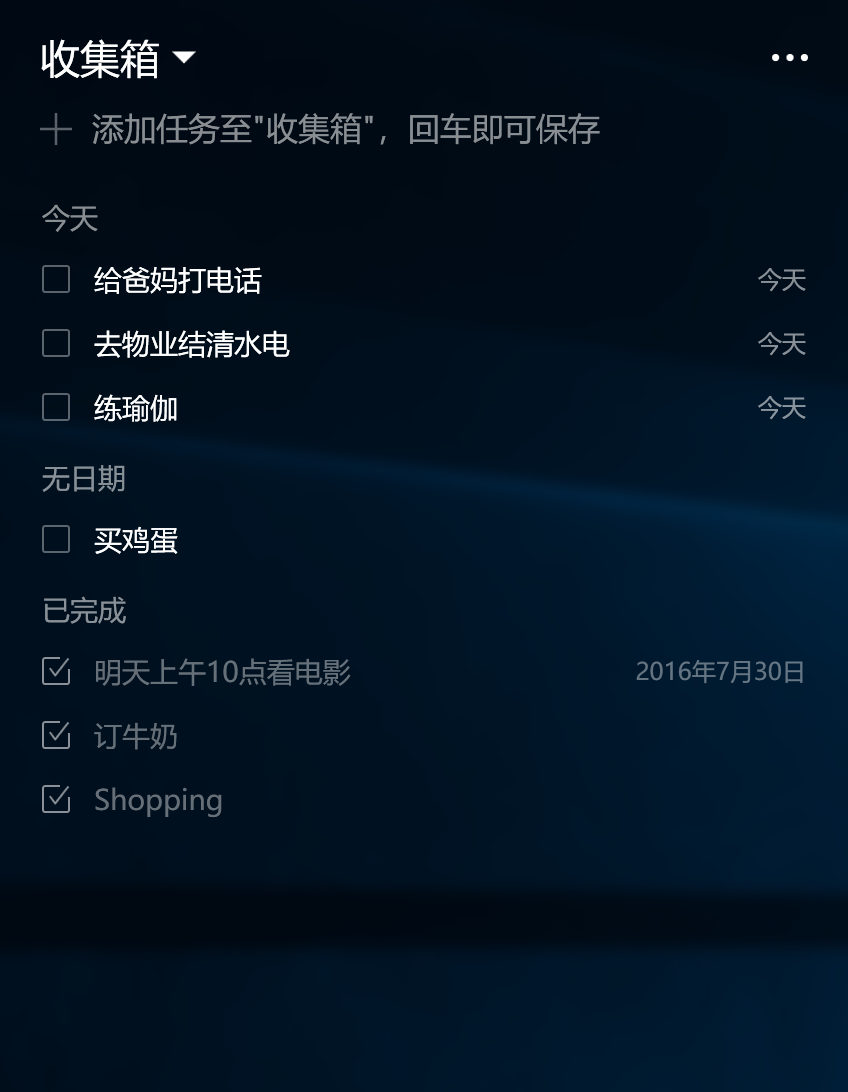 收集箱
添加任务至"收集箱"，回车即可保存
今天
给爸妈打电话 今天
去物业结清水电 今天
练瑜伽 今天
无日期
买鸡蛋
已完成
明天上午10点看电影 2016年7月30日
订牛奶
Shopping